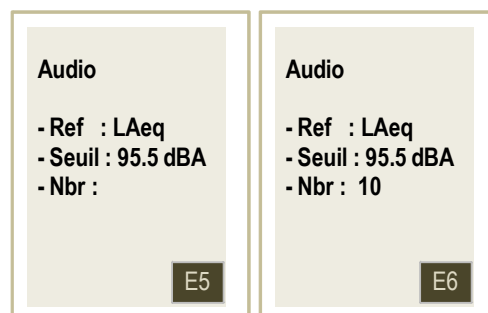 Audio
- Ref : LAeq
- Seuil : 95.5 dBA
- Nbr :
E5
Audio
- Ref : LAeq
- Seuil : 95.5 dBA
- Nbr : 10
E6